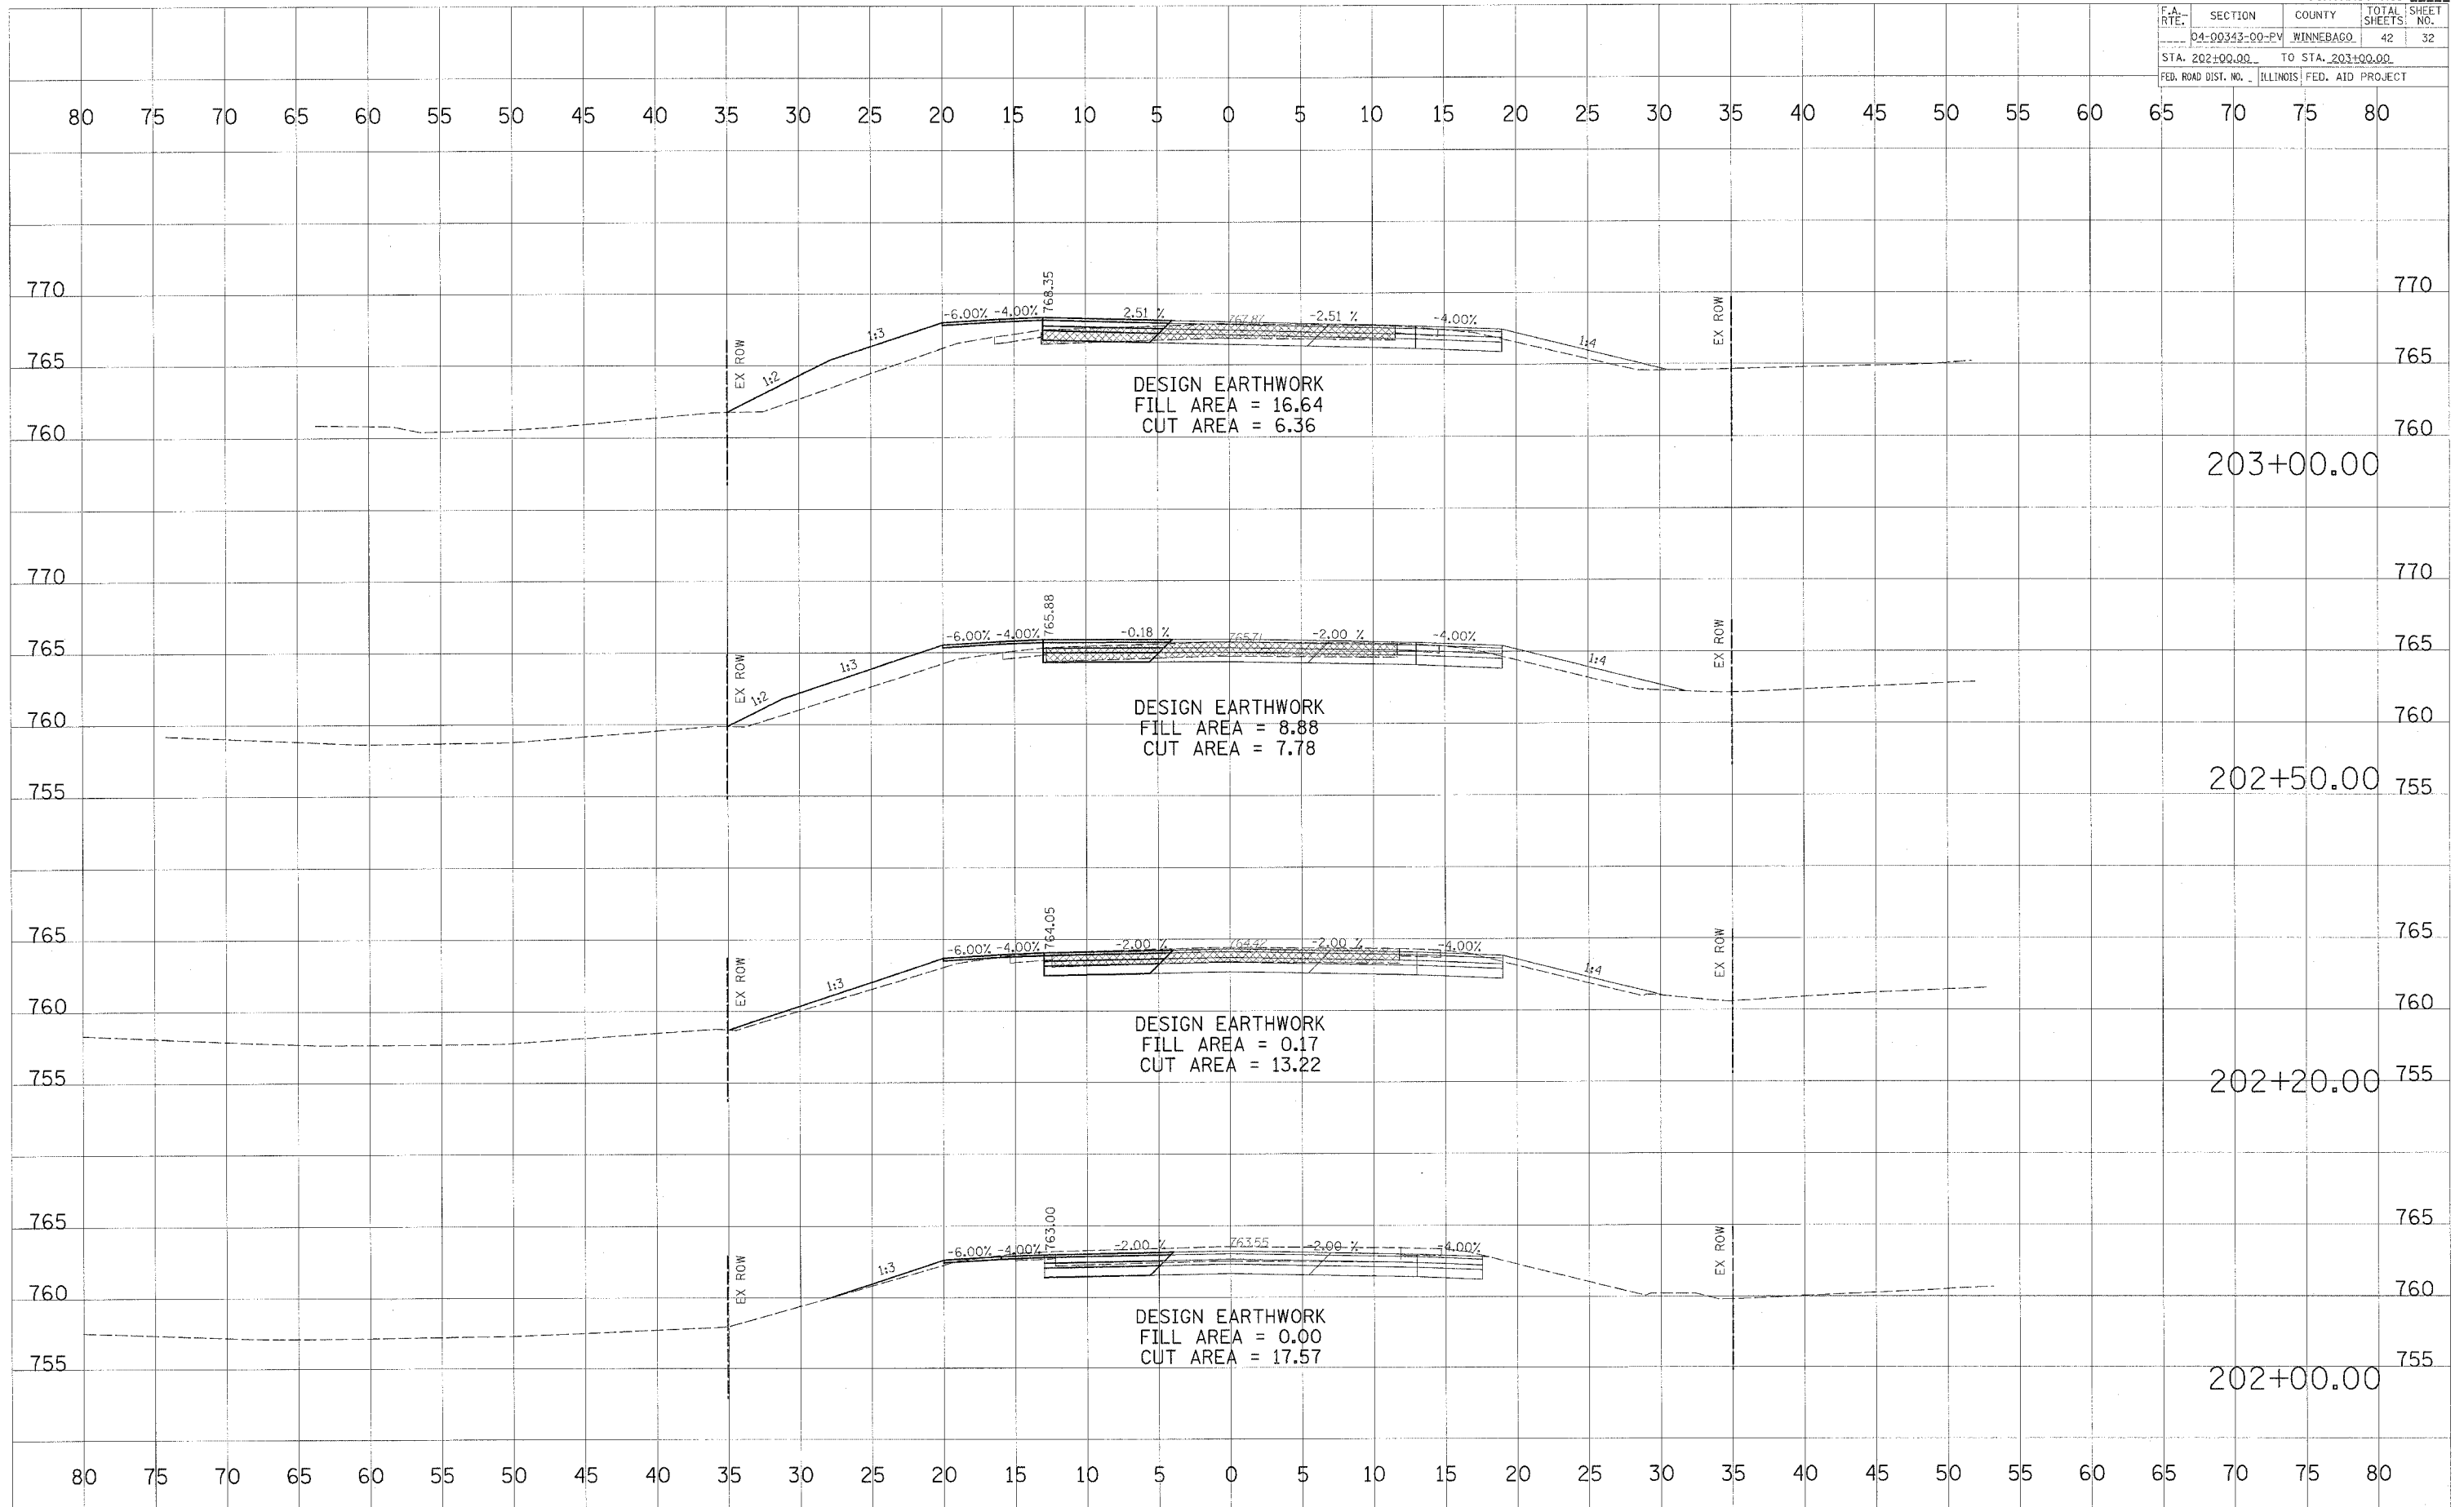 F.A. RTE. SECTION COUNTY TOTAL SHEETS SHEET NO.
04-00343-00-PV WINNEBAGO 42 32
STA. 202+00.00 TO STA. 203+00.00
FED. ROAD DIST. NO. _ ILLINOIS FED. AID PROJECT
80 75 70 65 60 55 50 45 40 35 30 25 20 15 10 5 0 5 10 15 20 25 30 35 40 45 50 55 60 65 70 75 80
770 768.35 770
-6.00% -4.00% 2.51 % 767.87 -2.51 % -4.00%
1:3 1:4
765 EX ROW EX ROW 765
1:2
DESIGN EARTHWORK
FILL AREA = 16.64
CUT AREA = 6.36
760 760
203+00.00
770 770
765.88
-6.00% -4.00% -0.18 % 765.71 -2.00 % -4.00%
765 EX ROW EX ROW 765
1:3 1:4
1:2
DESIGN EARTHWORK
FILL AREA = 8.88
CUT AREA = 7.78
760 760
202+50.00
755 755
764.05
765 765
-6.00% -4.00% -2.00 % 764.42 -2.00 % -4.00%
EX ROW EX ROW
1:3 1:4
760 760
DESIGN EARTHWORK
FILL AREA = 0.17
CUT AREA = 13.22
755 755
202+20.00
765 763.00 765
-6.00% -4.00% -2.00 % 763.55 -2.00 % -4.00%
EX ROW EX ROW
1:3
760 760
DESIGN EARTHWORK
FILL AREA = 0.00
CUT AREA = 17.57
755 755
202+00.00
80 75 70 65 60 55 50 45 40 35 30 25 20 15 10 5 0 5 10 15 20 25 30 35 40 45 50 55 60 65 70 75 80